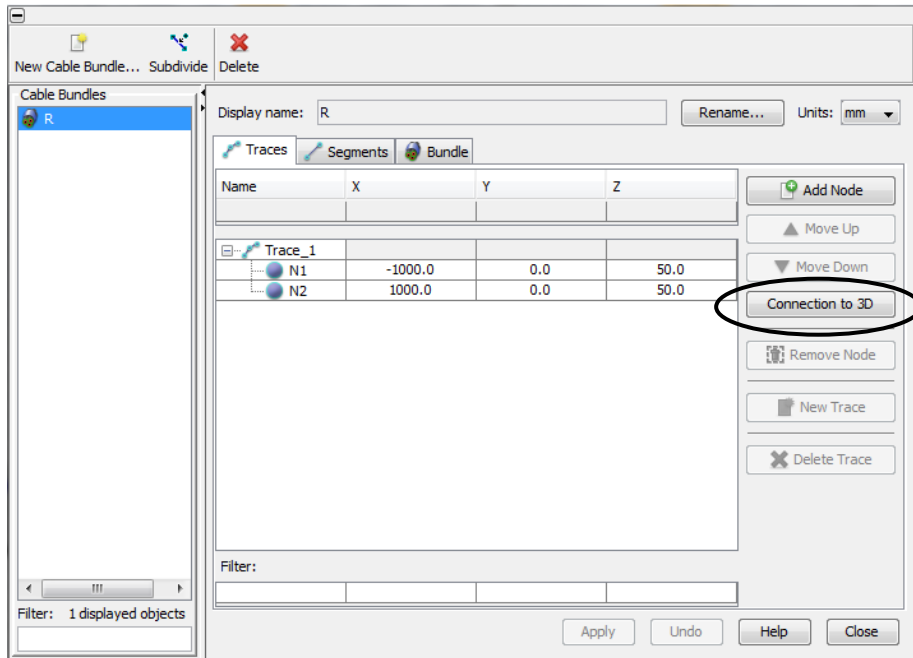 New Cable Bundle... Subdivide Delete
Cable Bundles
R
Display name: R Rename... Units: mm
Traces Segments Bundle
Name X Y Z
Trace_1
N1 -1000.0 0.0 50.0
N2 1000.0 0.0 50.0
Add Node
Move Up
Move Down
Connection to 3D
Remove Node
New Trace
Delete Trace
Filter:
Filter: 1 displayed objects
Apply Undo Help Close